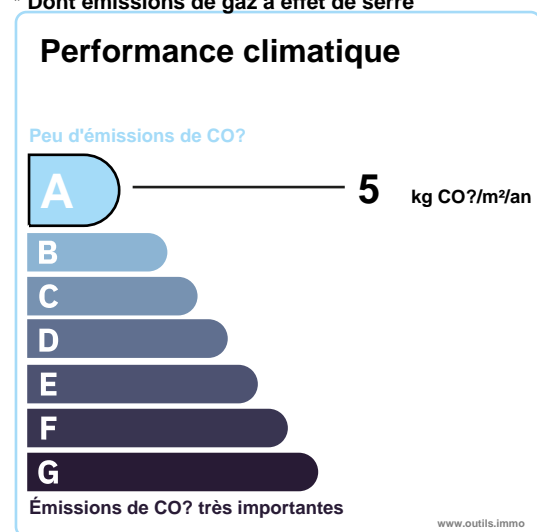 * Dont émissions de gaz à effet de serre
Performance climatique
Peu d'émissions de CO?
A 5 kg CO?/m²/an
B
C
D
E
F
G
Émissions de CO? très importantes
www.outils.immo